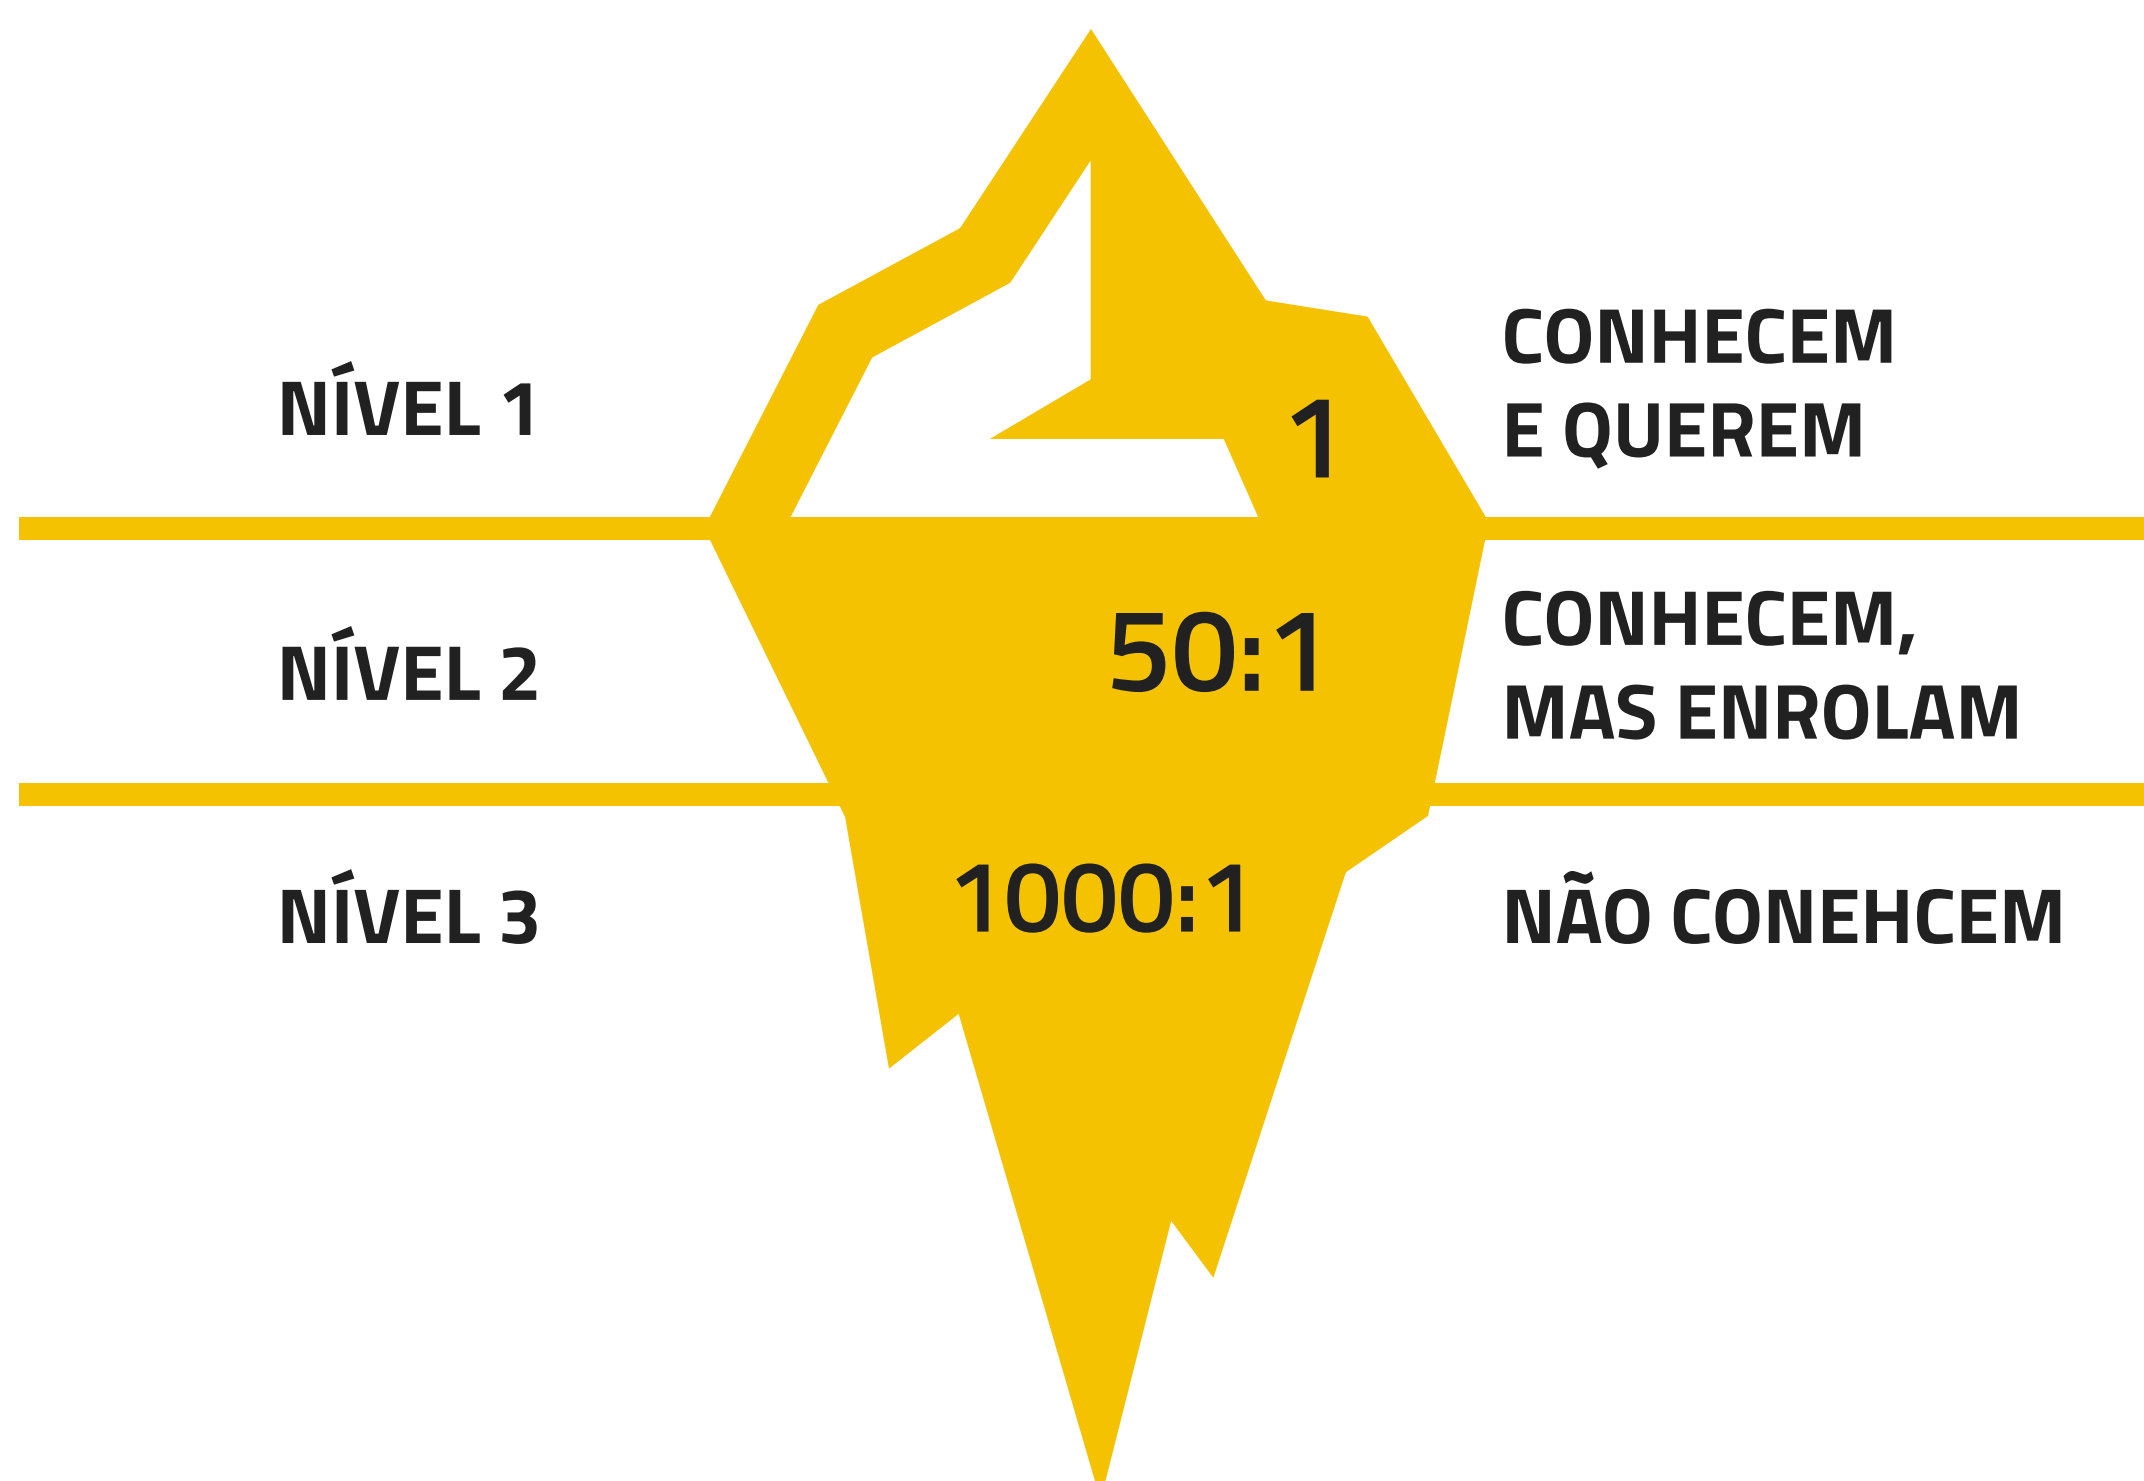 NÍVEL 1
1
CONHECEM
E QUEREM
NÍVEL 2
50:1
CONHECEM,
MAS ENROLAM
NÍVEL 3
1000:1
NÃO CONEHCEM